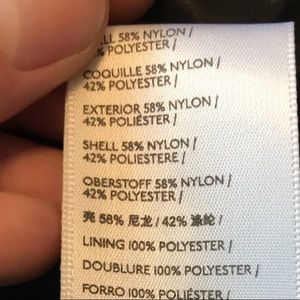 58% NYLON /
% POLYESTER /
COQUILLE 58% NYLON /
42% POLYESTER /
EXTERIOR 58% NYLON /
42% POLIÉSTER /
SHELL 58% NYLON /
42% POLIESTERE /
OBERSTOFF 58% NYLON /
42% POLYESTER /
壳 58% 尼龙 / 42% 涤纶 /
LINING 100% POLYESTER /
DOUBLURE 100% POLYESTER /
FORRO 100% POLIÉSTER /